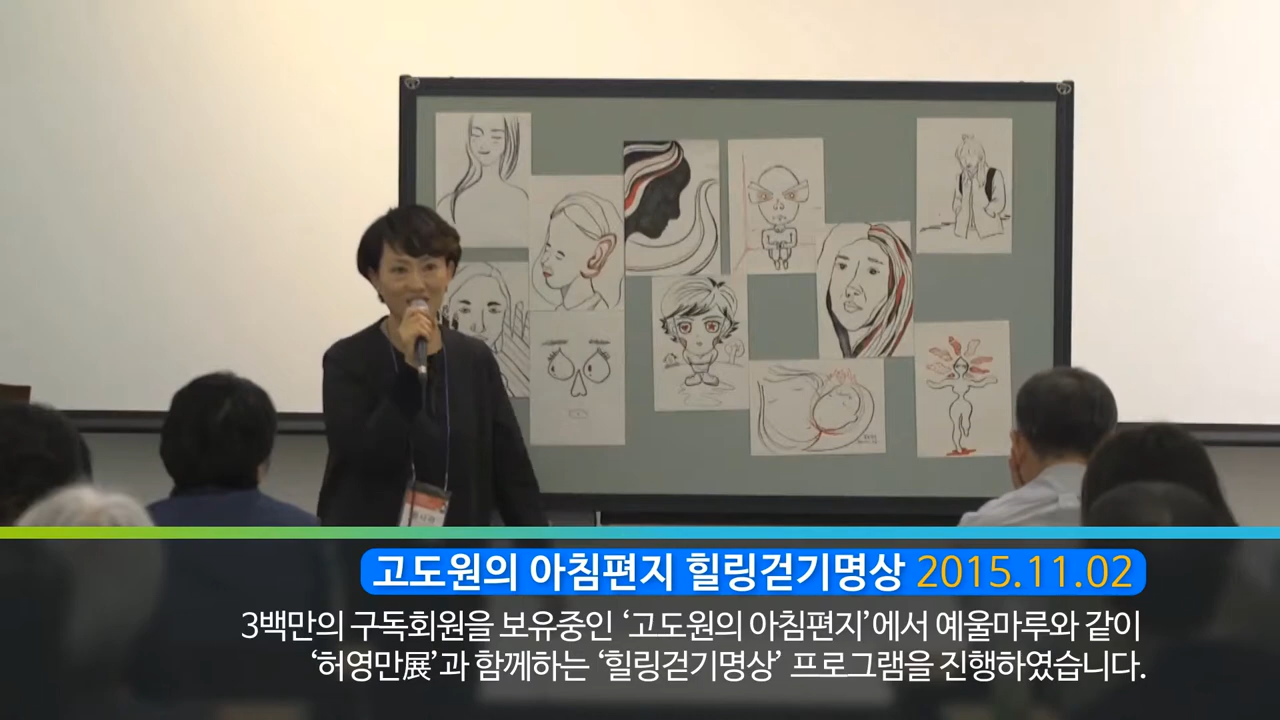 고도원의 아침편지 힐링걷기명상 2015.11.02
3백만의 구독회원을 보유중인 ‘고도원의 아침편지’에서 예울마루와 같이
‘허영만展’과 함께하는 ‘힐링걷기명상’ 프로그램을 진행하였습니다.